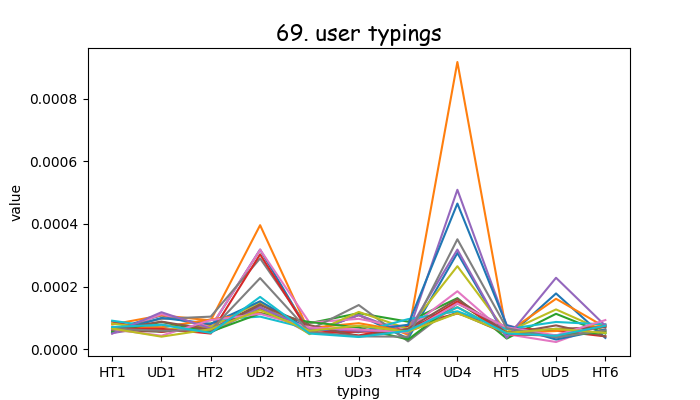 69. user typings
value
0.0008
0.0006
0.0004
0.0002
0.0000
HT1 UD1 HT2 UD2 HT3 UD3 HT4 UD4 HT5 UD5 HT6
typing